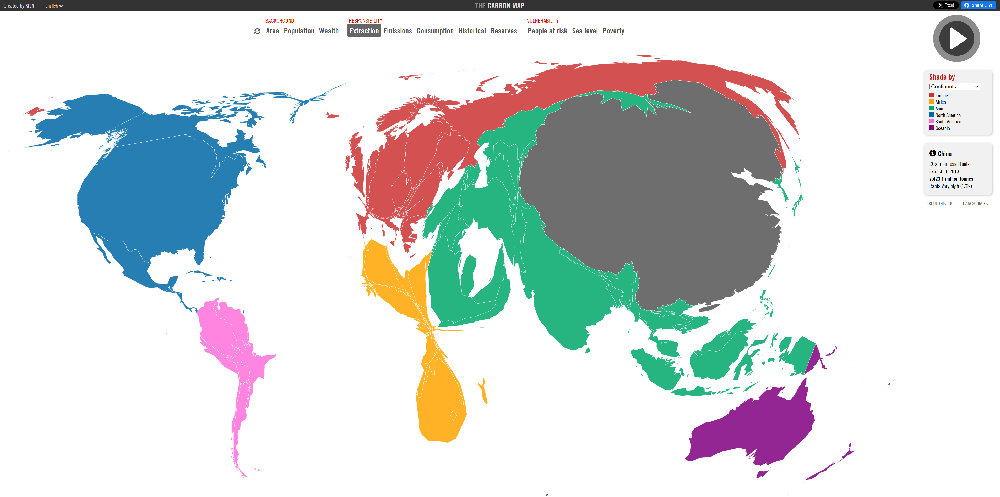 Created by KILN English THE CARBON MAP Post Share 351
BACKGROUND RESPONSIBILITY VULNERABILITY
Area Population Wealth Extraction Emissions Consumption Historical Reserves People at risk Sea level Poverty
Shade by
Continents
Europe
Africa
Asia
North America
South America
Oceania
China
CO₂ from fossil fuels
extracted, 2013
7,423.1 million tonnes
Rank: Very high (1/69)
ABOUT THIS TOOL DATA SOURCES